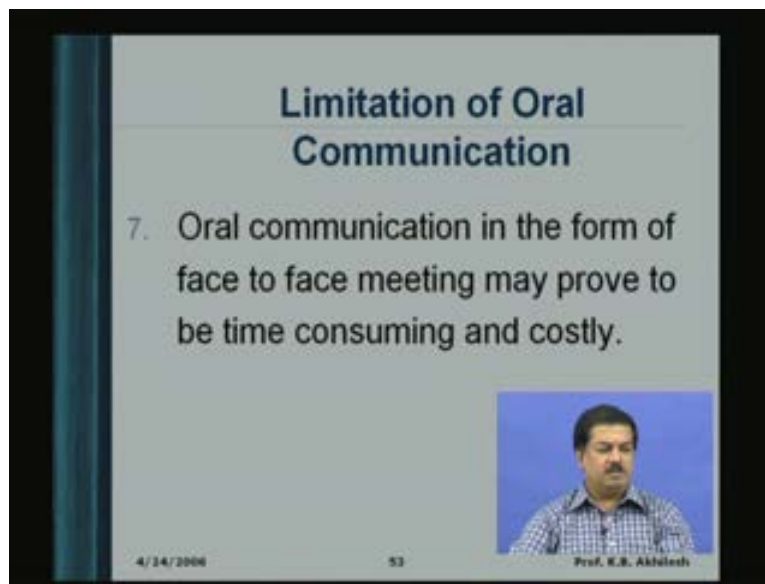 Limitation of Oral
Communication
7. Oral communication in the form of
face to face meeting may prove to
be time consuming and costly.
4/24/2006 53 Prof. K.B. Akhilesh